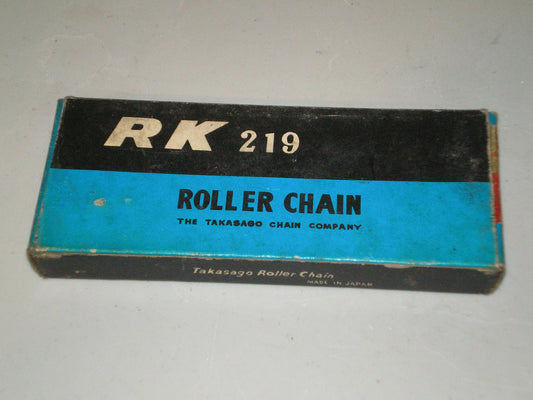 RK 219
ROLLER CHAIN
THE TAKASAGO CHAIN COMPANY
Takasago Roller Chain
MADE IN JAPAN